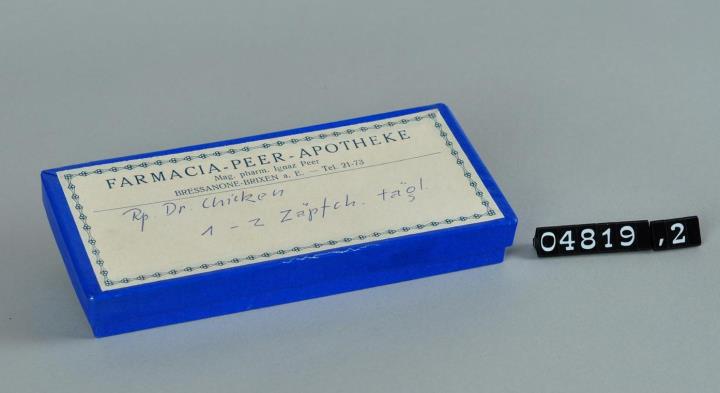 FARMACIA-PEER-APOTHEKE
Mag. pharm. Ignaz Peer
BRESSANONE-BRIXEN a. E. — Tel. 21-73
Rp. Dr. Chicken
1 - 2 Zäpfch. tägl.
04819 ,2